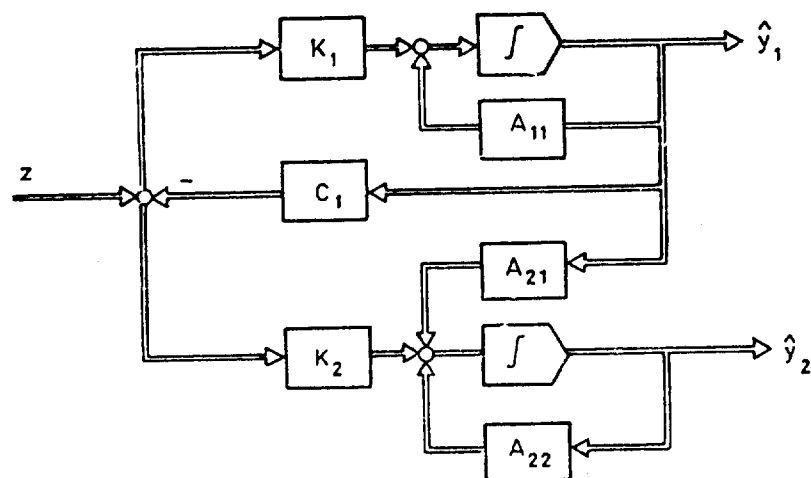 K₁
∫
ŷ₁
A₁₁
z
−
C₁
A₂₁
K₂
∫
ŷ₂
A₂₂